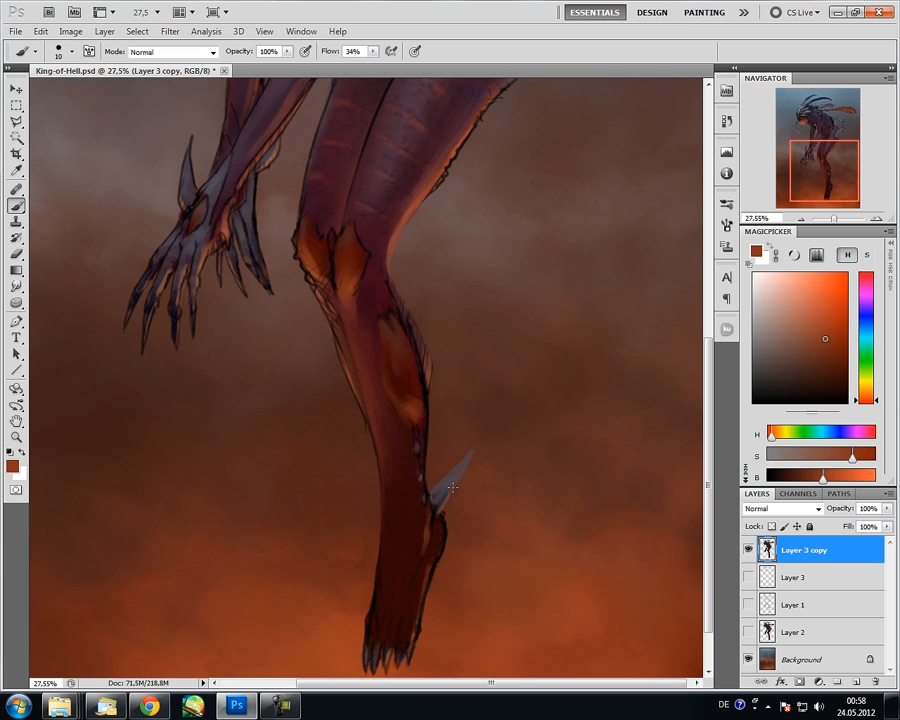 Ps Br Mb 27,5 ESSENTIALS DESIGN PAINTING CS Live
File Edit Image Layer Select Filter Analysis 3D View Window Help
10 Mode: Normal Opacity: 100% Flow: 34%
King-of-Hell.psd @ 27,5% (Layer 3 copy, RGB/8) *
NAVIGATOR
27.55%
MAGICPICKER
H S
H
S
B
LAYERS CHANNELS PATHS
Normal Opacity: 100%
Lock: Fill: 100%
Layer 3 copy
Layer 3
Layer 1
Layer 2
Background
27,55% Doc: 71,5M/218,8M
Ps DE 00:58
24.05.2012